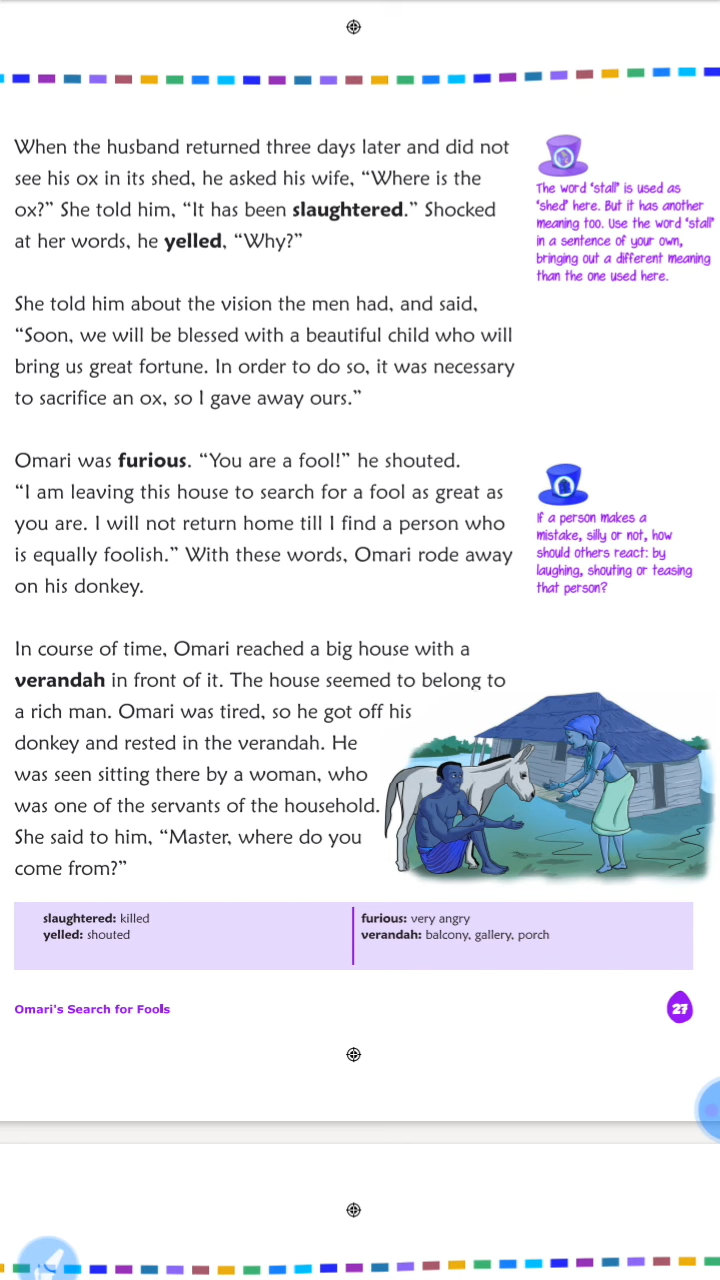 When the husband returned three days later and did not
see his ox in its shed, he asked his wife, “Where is the
ox?” She told him, “It has been slaughtered.” Shocked
at her words, he yelled, “Why?”
The word ‘stall’ is used as
‘shed’ here. But it has another
meaning too. Use the word ‘stall’
in a sentence of your own,
bringing out a different meaning
than the one used here.
She told him about the vision the men had, and said,
“Soon, we will be blessed with a beautiful child who will
bring us great fortune. In order to do so, it was necessary
to sacrifice an ox, so I gave away ours.”
Omari was furious. “You are a fool!” he shouted.
“I am leaving this house to search for a fool as great as
you are. I will not return home till I find a person who
is equally foolish.” With these words, Omari rode away
on his donkey.
If a person makes a
mistake, silly or not, how
should others react: by
laughing, shouting or teasing
that person?
In course of time, Omari reached a big house with a
verandah in front of it. The house seemed to belong to
a rich man. Omari was tired, so he got off his
donkey and rested in the verandah. He
was seen sitting there by a woman, who
was one of the servants of the household.
She said to him, “Master, where do you
come from?”
slaughtered: killed
yelled: shouted
furious: very angry
verandah: balcony, gallery, porch
Omari's Search for Fools
27